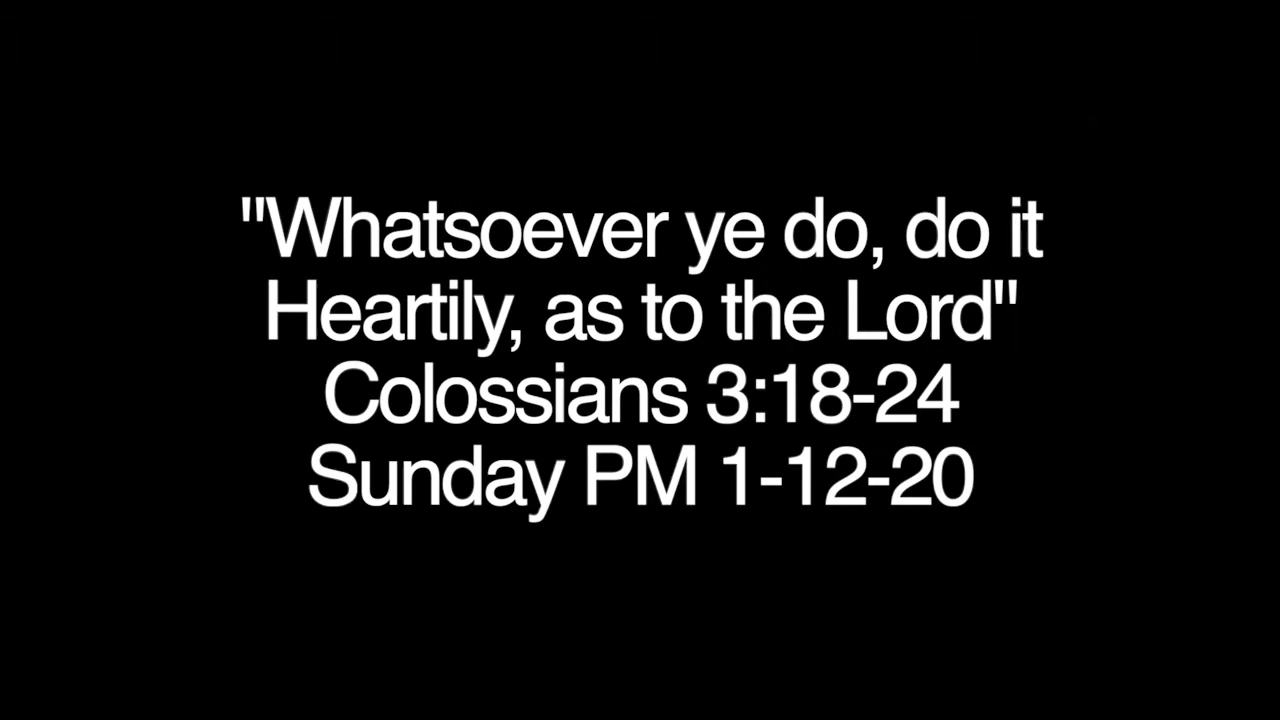 "Whatsoever ye do, do it
Heartily, as to the Lord"
Colossians 3:18-24
Sunday PM 1-12-20